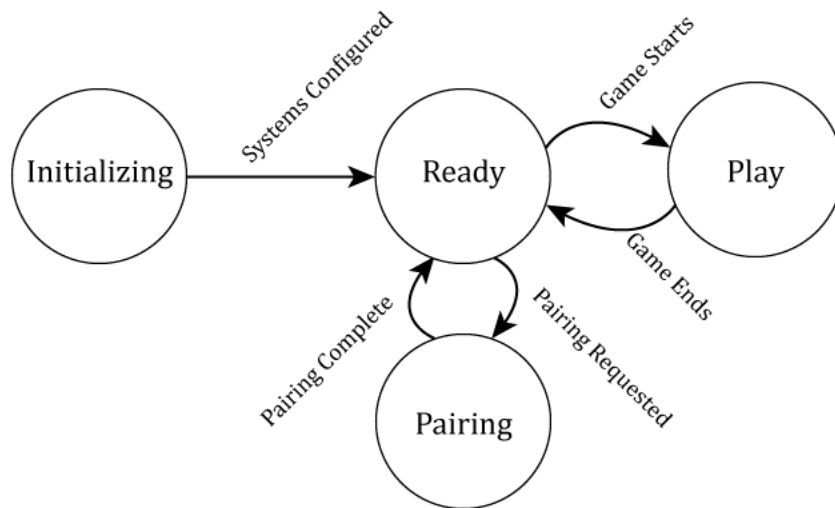 Systems Configured
Game Starts
Initializing
Ready
Play
Game Ends
Pairing Complete
Pairing Requested
Pairing